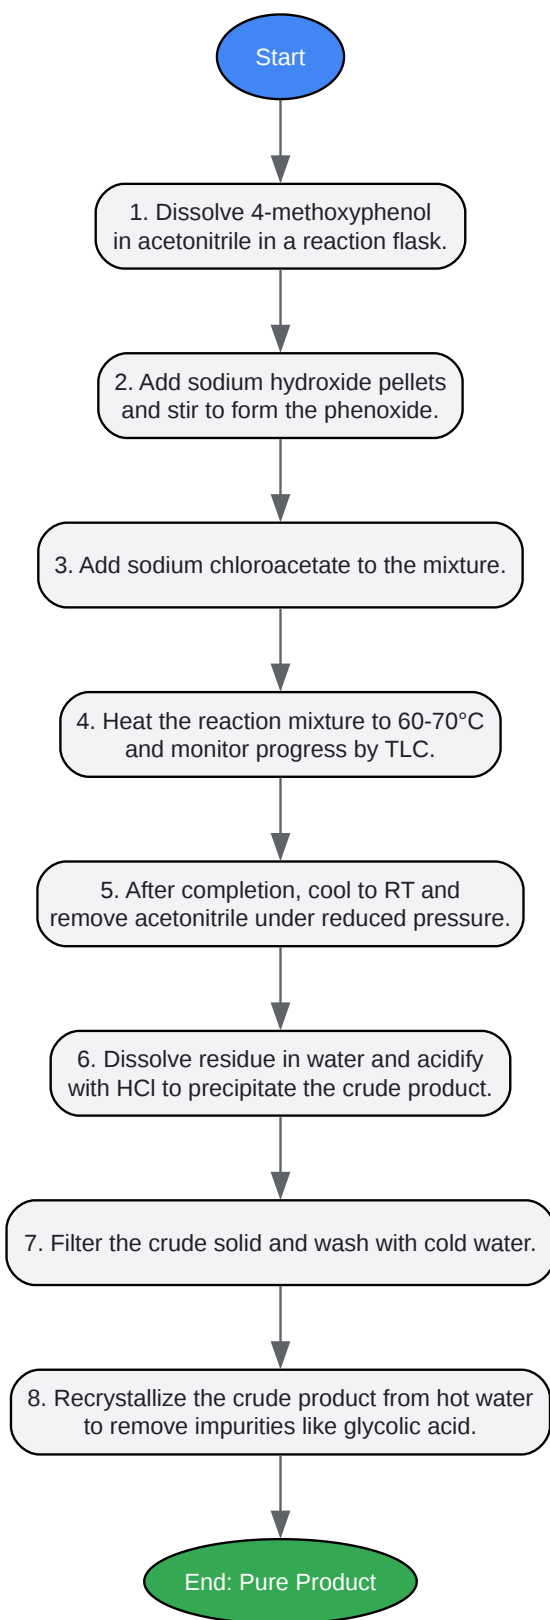 Start
1. Dissolve 4-methoxyphenol
in acetonitrile in a reaction flask.
2. Add sodium hydroxide pellets
and stir to form the phenoxide.
3. Add sodium chloroacetate to the mixture.
4. Heat the reaction mixture to 60-70°C
and monitor progress by TLC.
5. After completion, cool to RT and
remove acetonitrile under reduced pressure.
6. Dissolve residue in water and acidify
with HCl to precipitate the crude product.
7. Filter the crude solid and wash with cold water.
8. Recrystallize the crude product from hot water
to remove impurities like glycolic acid.
End: Pure Product